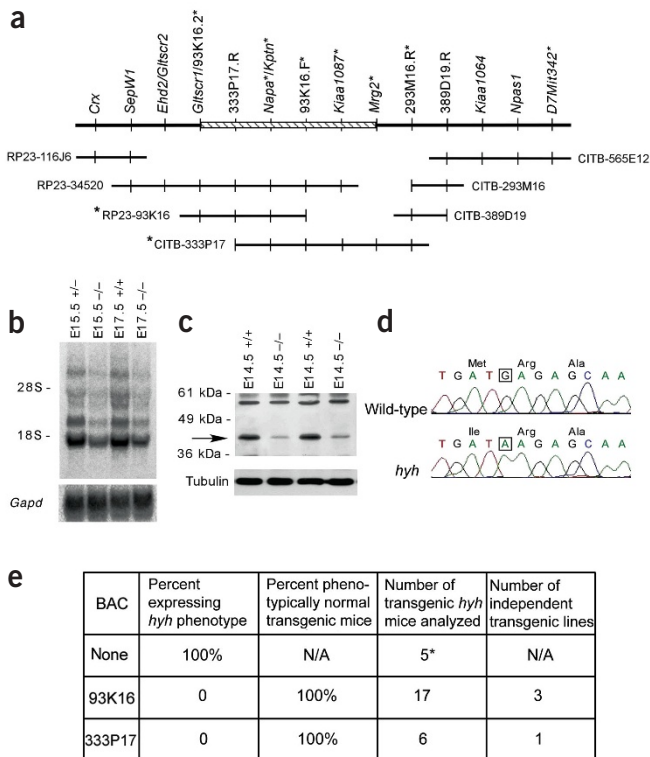 a
Crx
SepW1
Ehd2/Gltscr2
Gltscr1/93K16.2*
333P17.R
Napa*/Kptn*
93K16.F*
Kiaa1087*
Mrg2*
293M16.R*
389D19.R
Kiaa1064
Npas1
D7Mit342*
RP23-116J6
CITB-565E12
RP23-34520
CITB-293M16
* RP23-93K16
CITB-389D19
* CITB-333P17
b
E15.5 +/–
E15.5 –/–
E17.5 +/+
E17.5 –/–
28S -
18S -
Gapd
c
E14.5 +/+
E14.5 –/–
E14.5 +/+
E14.5 –/–
61 kDa -
49 kDa -
36 kDa -
Tubulin
d
Met Arg Ala
T G A T G A G A G C A A
Wild-type
Ile Arg Ala
T G A T A A G A G C A A
hyh
e
BAC
Percent expressing hyh phenotype
Percent pheno-typically normal transgenic mice
Number of transgenic hyh mice analyzed
Number of independent transgenic lines
None 100% N/A 5* N/A
93K16 0 100% 17 3
333P17 0 100% 6 1